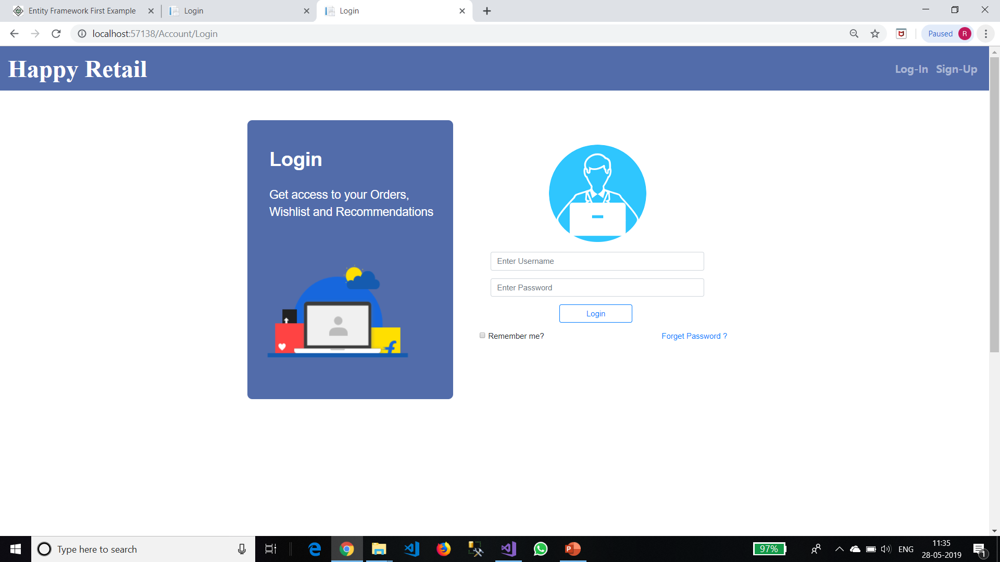 Entity Framework First Example
Login
Login
localhost:57138/Account/Login
Paused
R
Happy Retail
Log-In Sign-Up
Login
Get access to your Orders,
Wishlist and Recommendations
Enter Username
Enter Password
Login
Remember me?
Forget Password ?
Type here to search
97%
ENG
11:35
28-05-2019
1